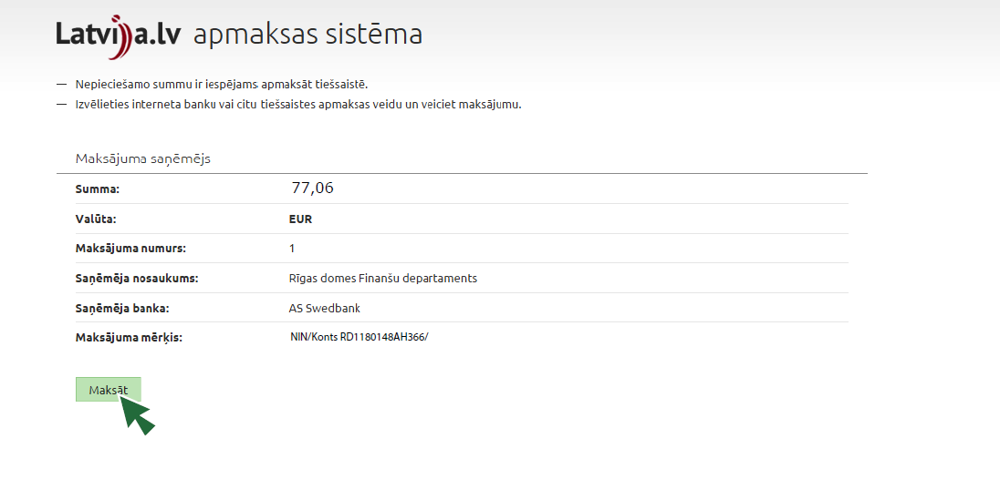 Latvija.lv apmaksas sistēma
— Nepieciešamo summu ir iespējams apmaksāt tiešsaistē.
— Izvēlieties interneta banku vai citu tiešsaistes apmaksas veidu un veiciet maksājumu.
Maksājuma saņēmējs
Summa: 77,06
Valūta: EUR
Maksājuma numurs: 1
Saņēmēja nosaukums: Rīgas domes Finanšu departaments
Saņēmēja banka: AS Swedbank
Maksājuma mērķis: NIN/Konts RD1180148AH366/
Maksāt